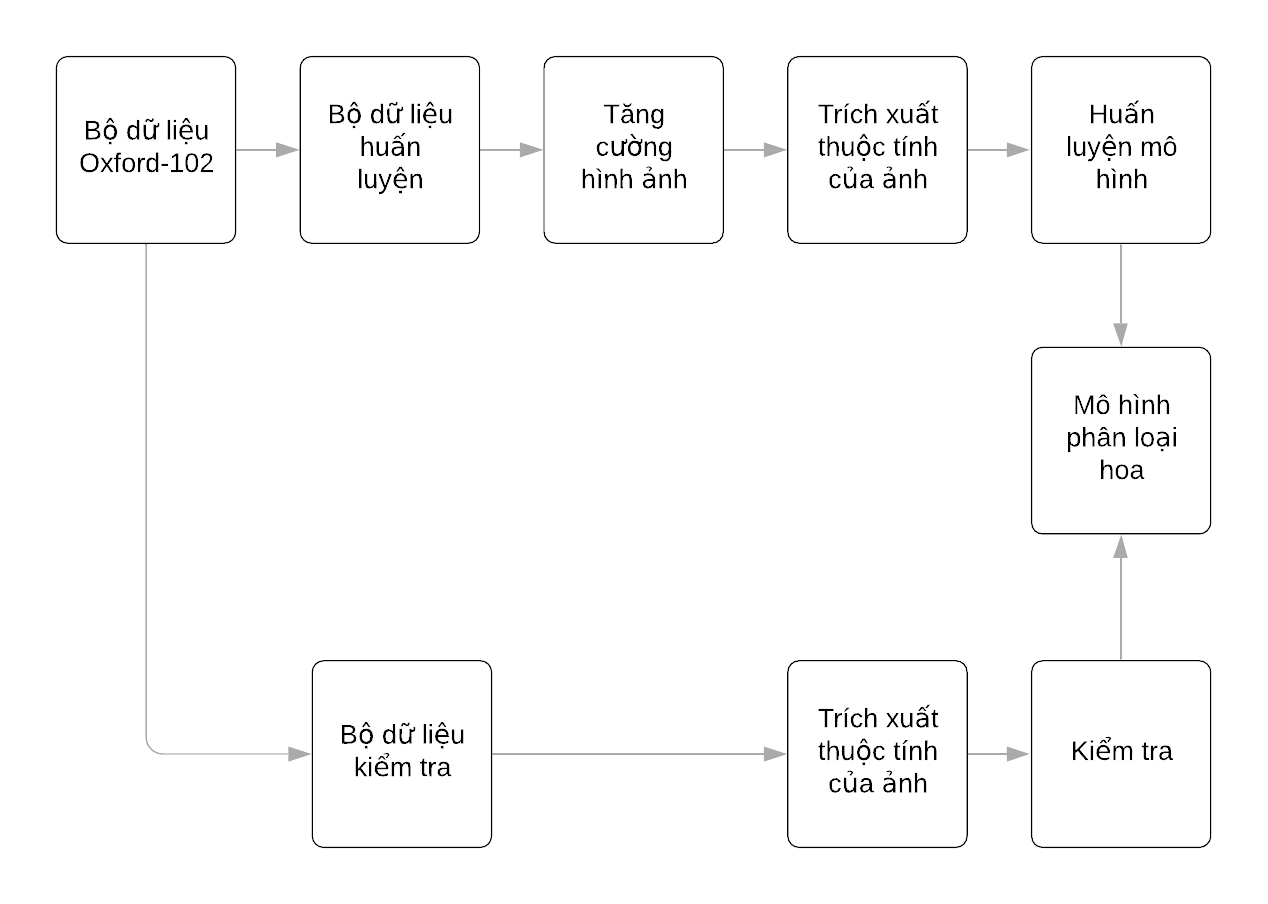 Bộ dữ liệu
Oxford-102
Bộ dữ liệu
huấn
luyện
Tăng
cường
hình ảnh
Trích xuất
thuộc tính
của ảnh
Huấn
luyện mô
hình
Mô hình
phân loại
hoa
Bộ dữ liệu
kiểm tra
Trích xuất
thuộc tính
của ảnh
Kiểm tra